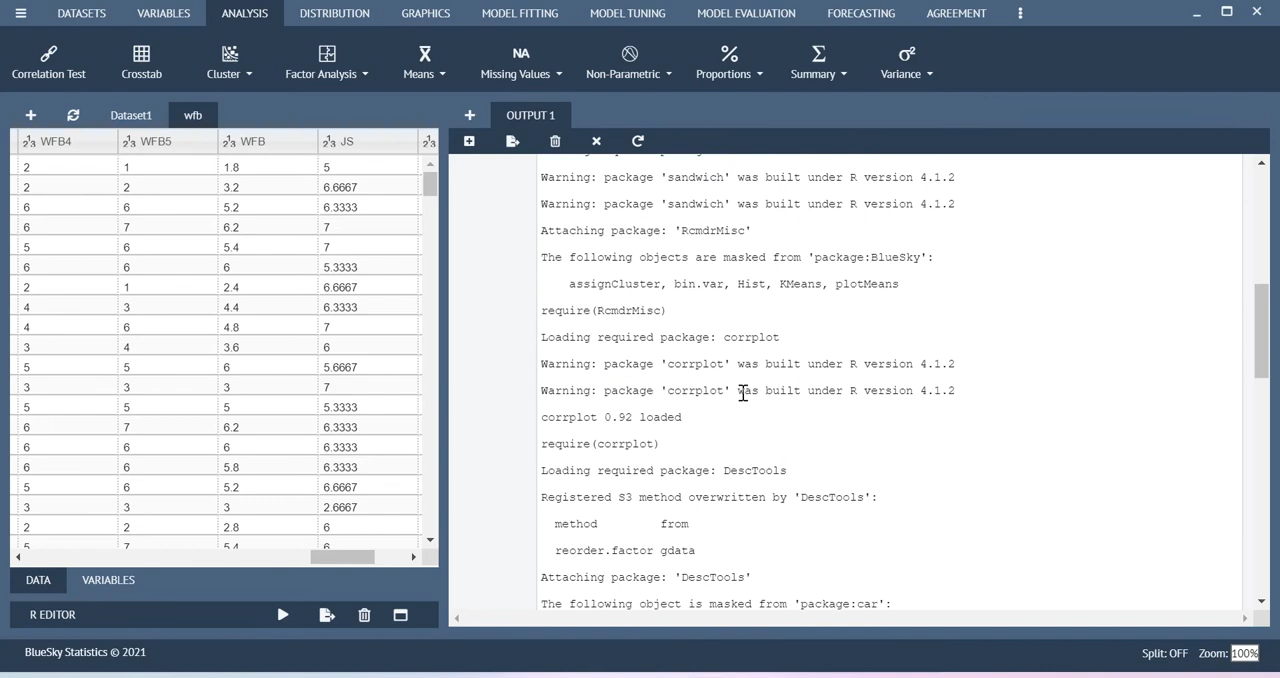 DATASETS VARIABLES ANALYSIS DISTRIBUTION GRAPHICS MODEL FITTING MODEL TUNING MODEL EVALUATION FORECASTING AGREEMENT
Correlation Test Crosstab Cluster Factor Analysis Means NA Missing Values Non-Parametric Proportions Summary Variance
Dataset1 wfb
WFB4 WFB5 WFB JS
2 1 1.8 5
2 2 3.2 6.6667
6 6 5.2 6.3333
6 7 6.2 7
5 6 5.4 7
6 6 6 5.3333
2 1 2.4 6.6667
4 3 4.4 6.3333
4 6 4.8 7
3 4 3.6 6
5 5 6 5.6667
3 3 3 7
5 5 5 5.3333
6 7 6.2 6.3333
6 6 6 6.3333
6 6 5.8 6.3333
5 6 5.2 6.6667
3 3 3 2.6667
2 2 2.8 6
5 7 5.4 6
DATA VARIABLES
R EDITOR
OUTPUT 1
Warning: package 'sandwich' was built under R version 4.1.2
Warning: package 'sandwich' was built under R version 4.1.2
Attaching package: 'RcmdrMisc'
The following objects are masked from 'package:BlueSky':
assignCluster, bin.var, Hist, KMeans, plotMeans
require(RcmdrMisc)
Loading required package: corrplot
Warning: package 'corrplot' was built under R version 4.1.2
Warning: package 'corrplot' was built under R version 4.1.2
corrplot 0.92 loaded
require(corrplot)
Loading required package: DescTools
Registered S3 method overwritten by 'DescTools':
method from
reorder.factor gdata
Attaching package: 'DescTools'
The following object is masked from 'package:car':
BlueSky Statistics © 2021
Split: OFF Zoom: 100%